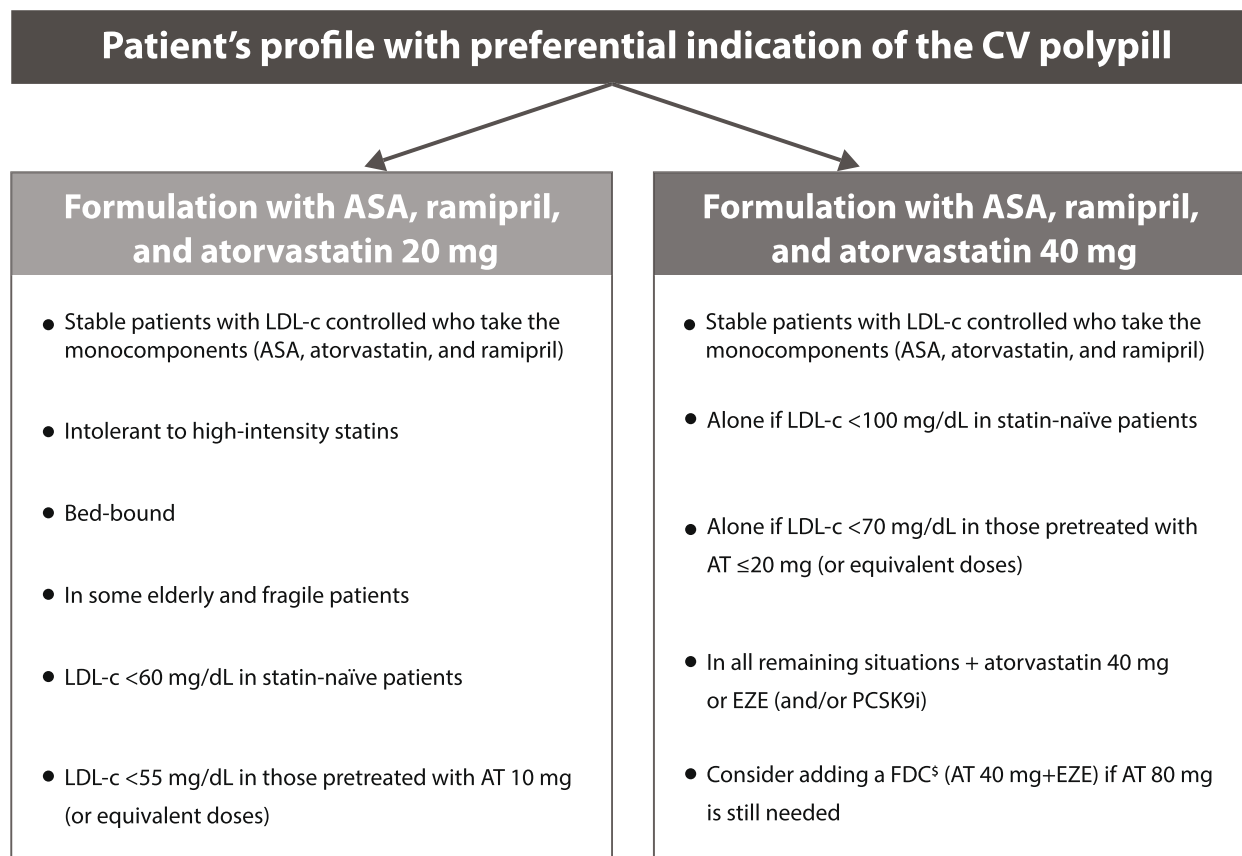 Patient’s profile with preferential indication of the CV polypill
Formulation with ASA, ramipril,
and atorvastatin 20 mg
● Stable patients with LDL-c controlled who take the
monocomponents (ASA, atorvastatin, and ramipril)
● Intolerant to high-intensity statins
● Bed-bound
● In some elderly and fragile patients
● LDL-c <60 mg/dL in statin-naïve patients
● LDL-c <55 mg/dL in those pretreated with AT 10 mg
(or equivalent doses)
Formulation with ASA, ramipril,
and atorvastatin 40 mg
● Stable patients with LDL-c controlled who take the
monocomponents (ASA, atorvastatin, and ramipril)
● Alone if LDL-c <100 mg/dL in statin-naïve patients
● Alone if LDL-c <70 mg/dL in those pretreated with
AT ≤20 mg (or equivalent doses)
● In all remaining situations + atorvastatin 40 mg
or EZE (and/or PCSK9i)
● Consider adding a FDC$ (AT 40 mg+EZE) if AT 80 mg
is still needed